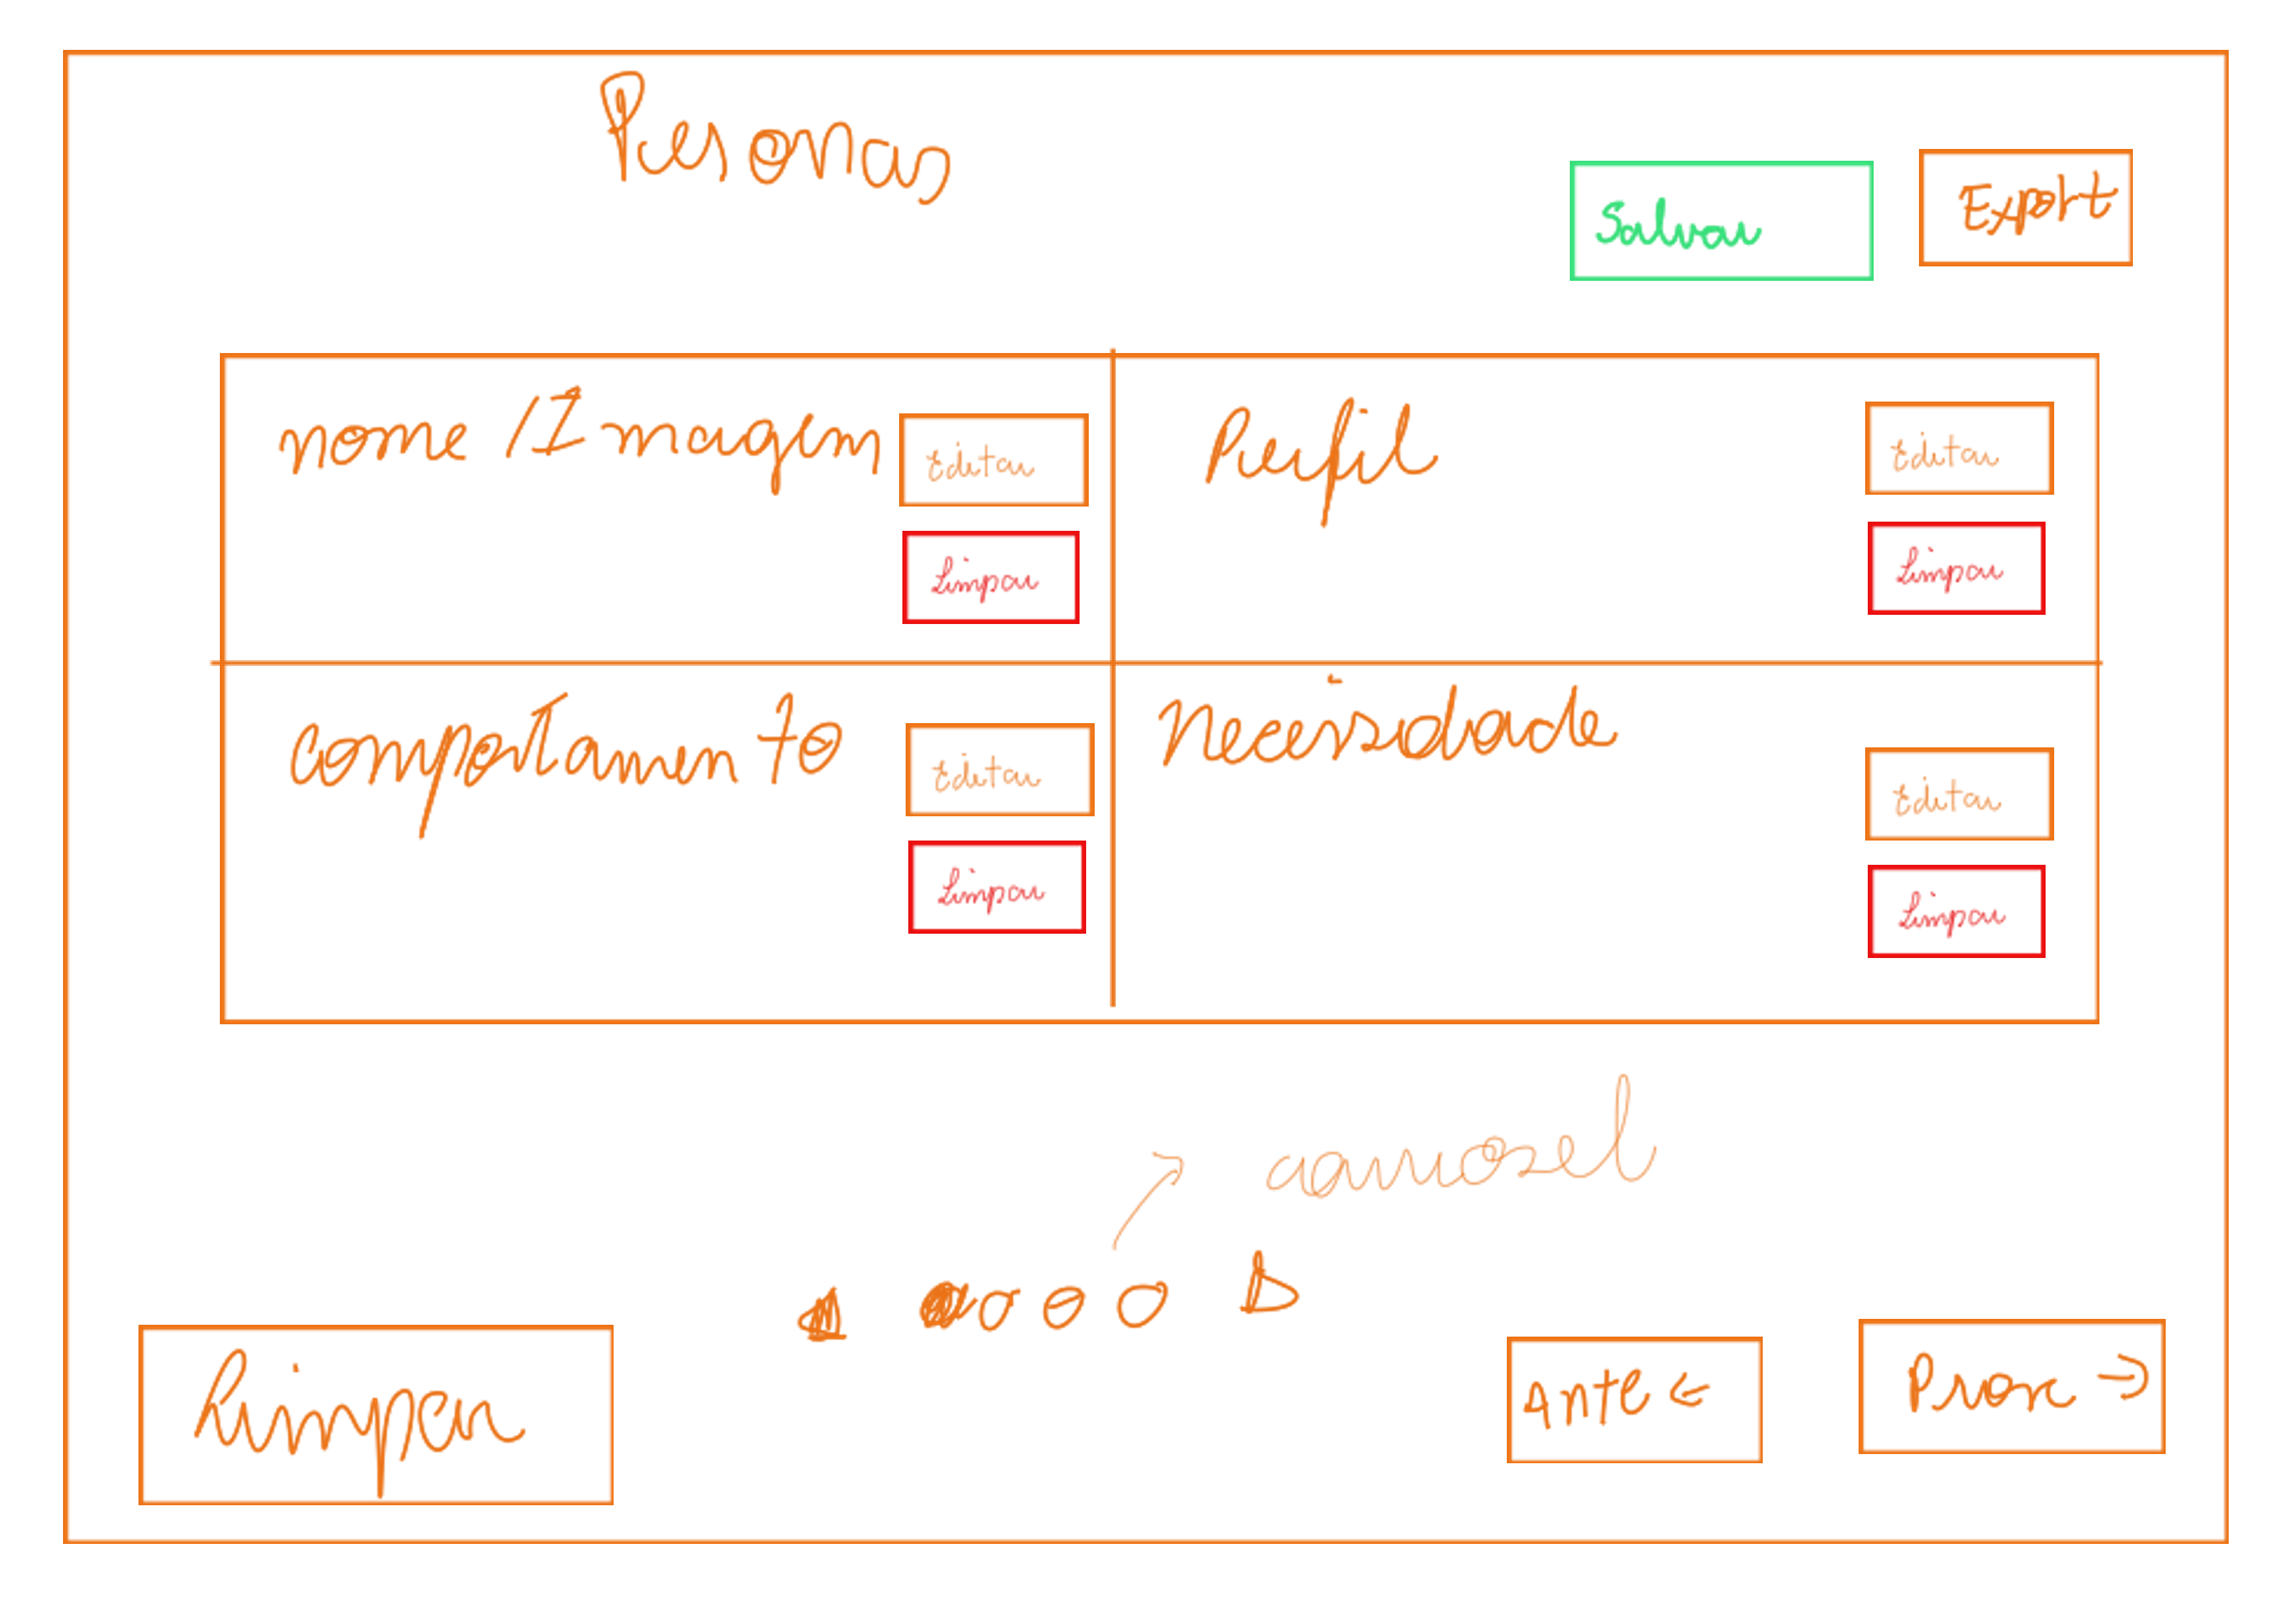 Personas
Salvar
Export
nome / Imagem
Editar
Limpar
Perfil
Editar
Limpar
comportamento
Editar
Limpar
Necessidade
Editar
Limpar
carrosel
Limpar
Ante ←
Prox →